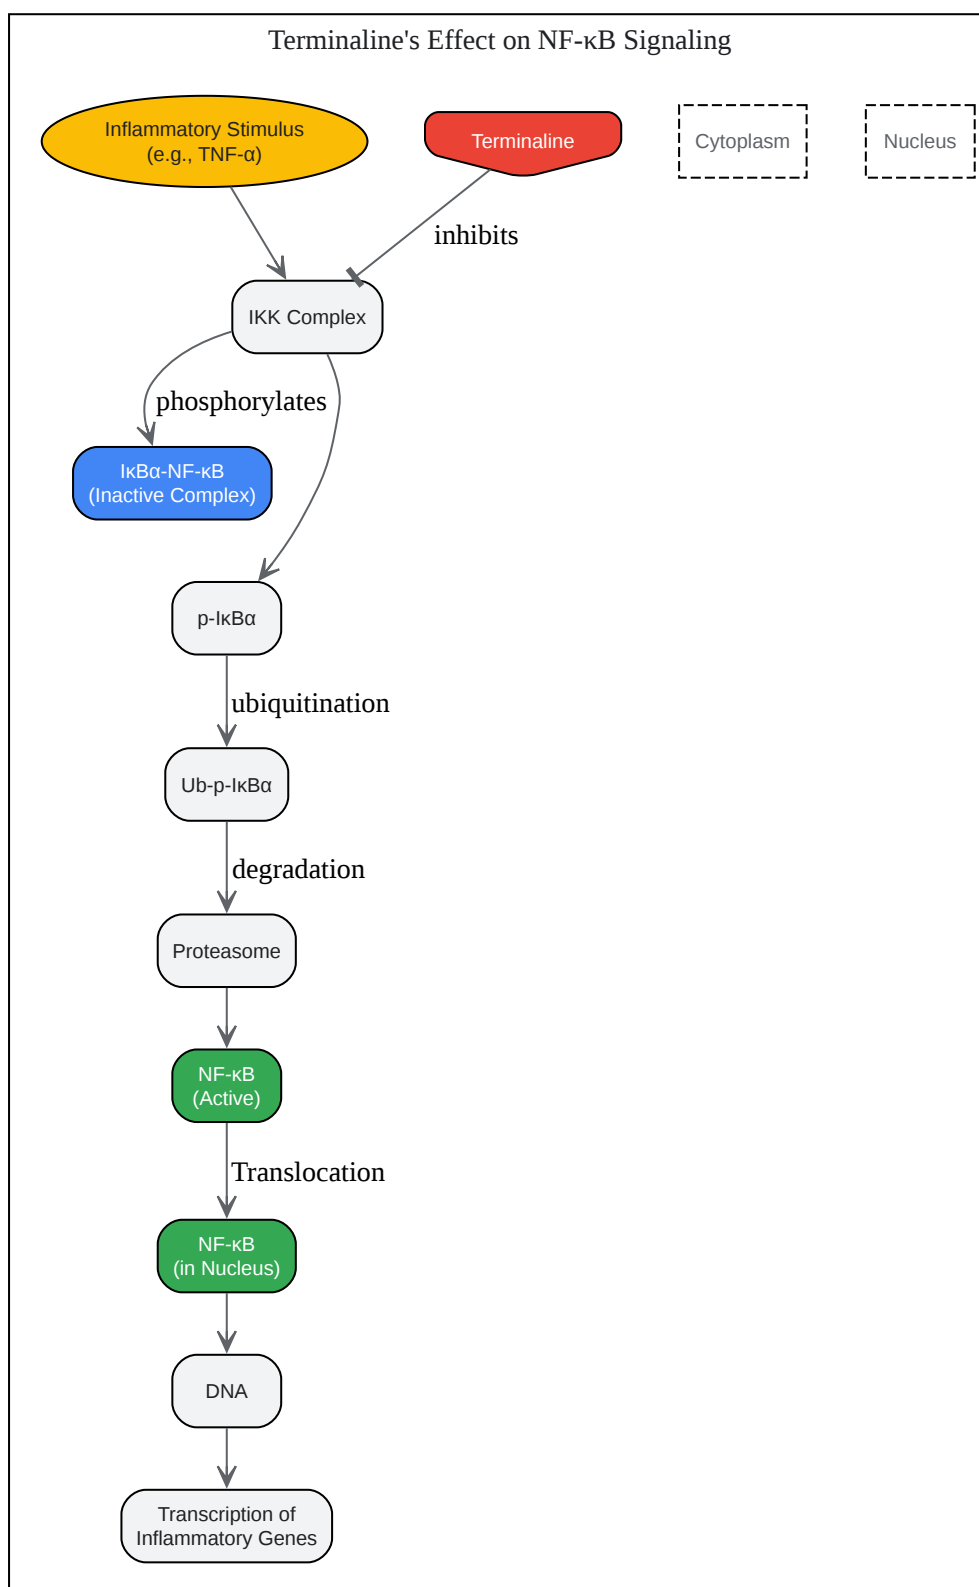 Terminaline's Effect on NF-κB Signaling
Inflammatory Stimulus
(e.g., TNF-α)
Terminaline
Cytoplasm
Nucleus
inhibits
IKK Complex
phosphorylates
IκBα-NF-κB
(Inactive Complex)
p-IκBα
ubiquitination
Ub-p-IκBα
degradation
Proteasome
NF-κB
(Active)
Translocation
NF-κB
(in Nucleus)
DNA
Transcription of
Inflammatory Genes